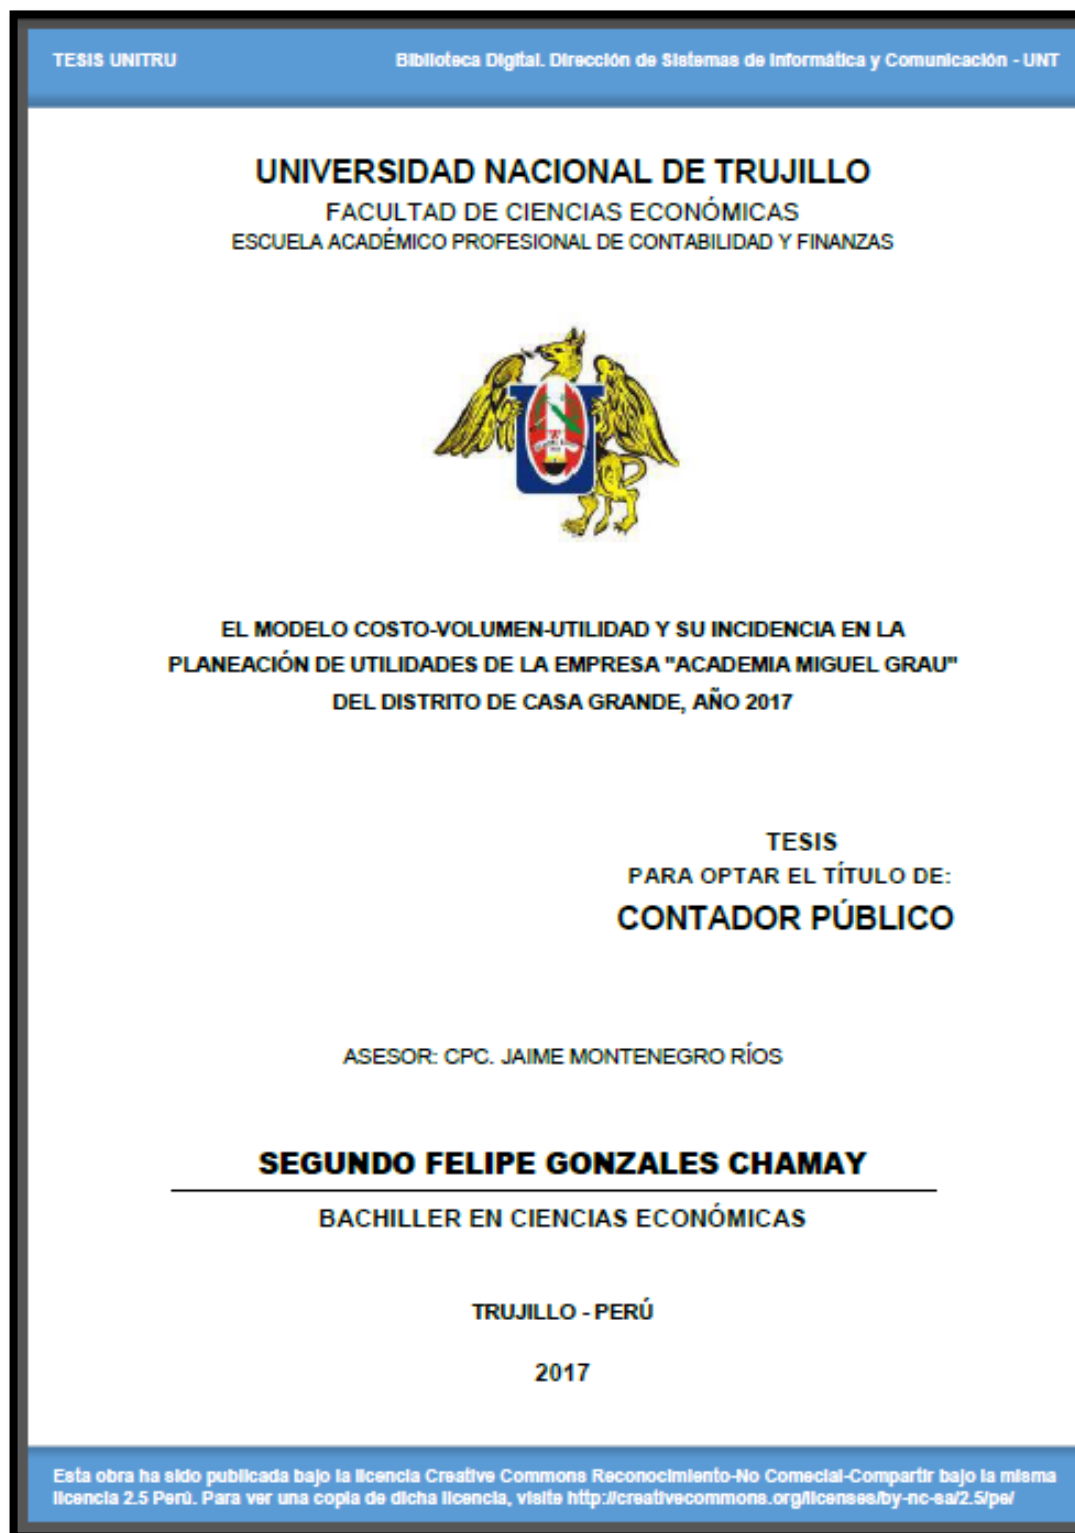 TESIS UNITRU
Biblioteca Digital. Dirección de Sistemas de Informática y Comunicación - UNT
UNIVERSIDAD NACIONAL DE TRUJILLO
FACULTAD DE CIENCIAS ECONÓMICAS
ESCUELA ACADÉMICO PROFESIONAL DE CONTABILIDAD Y FINANZAS
EL MODELO COSTO-VOLUMEN-UTILIDAD Y SU INCIDENCIA EN LA
PLANEACIÓN DE UTILIDADES DE LA EMPRESA "ACADEMIA MIGUEL GRAU"
DEL DISTRITO DE CASA GRANDE, AÑO 2017
TESIS
PARA OPTAR EL TÍTULO DE:
CONTADOR PÚBLICO
ASESOR: CPC. JAIME MONTENEGRO RÍOS
SEGUNDO FELIPE GONZALES CHAMAY
BACHILLER EN CIENCIAS ECONÓMICAS
TRUJILLO - PERÚ
2017
Esta obra ha sido publicada bajo la licencia Creative Commons Reconocimiento-No Comecial-Compartir bajo la misma
licencia 2.5 Perú. Para ver una copia de dicha licencia, visite http://creativecommons.org/licenses/by-nc-sa/2.5/pe/